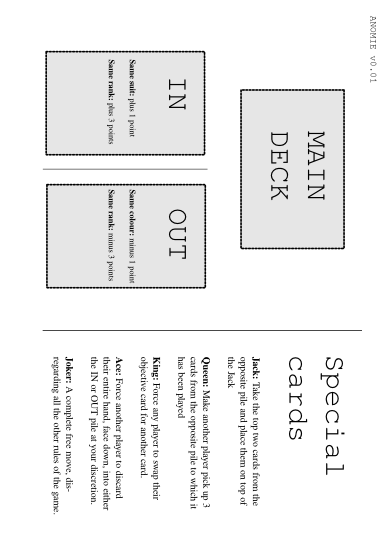 ANOMIE v0.01
MAIN
DECK
IN
Same suit: plus 1 point
Same rank: plus 3 points
OUT
Same colour: minus 1 point
Same rank: minus 3 points
Special
cards
Jack: Take the top two cards from the
opposite pile and place them on top of
the Jack
Queen: Make another player pick up 3
cards from the opposite pile to which it
has been played
King: Force any player to swap their
objective card for another card.
Ace: Force another player to discard
their entire hand, face down, into either
the IN or OUT pile at your discretion.
Joker: A complete free move, dis-
regarding all the other rules of the game.